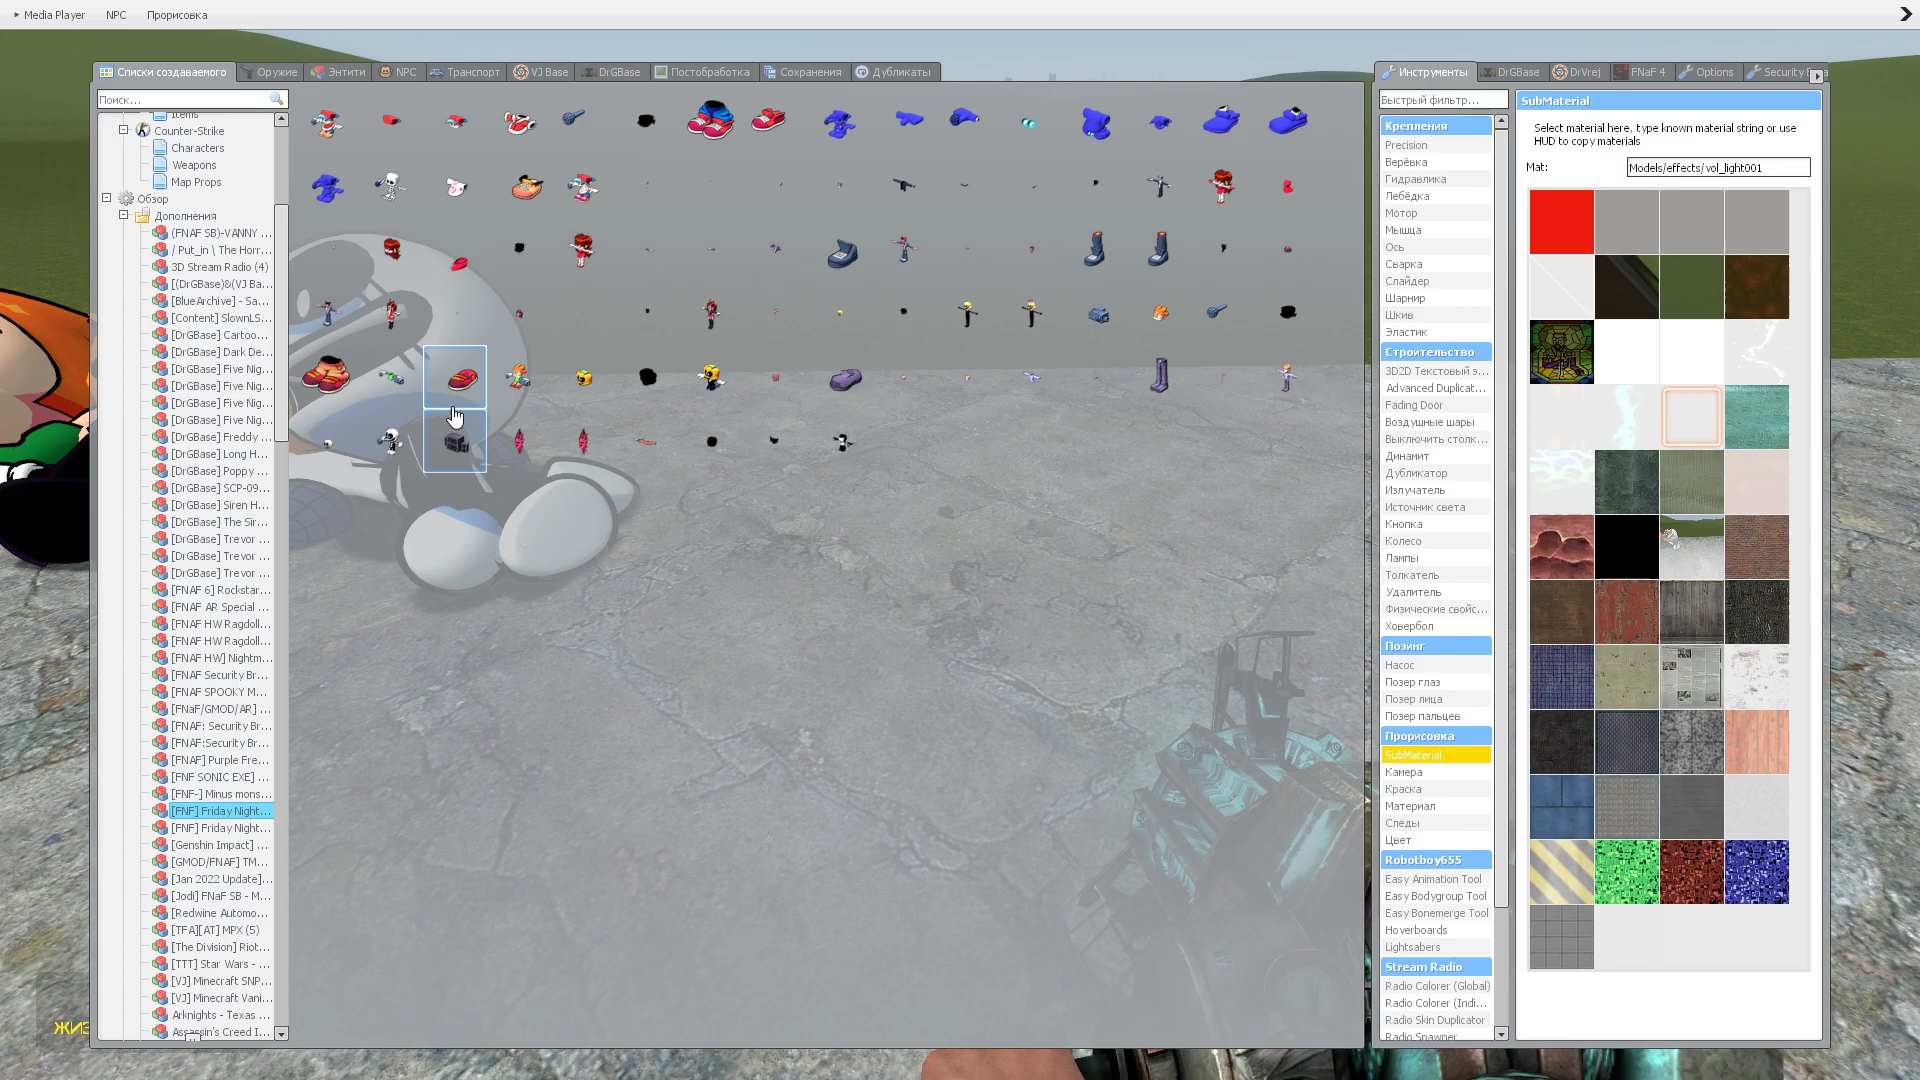 Media Player NPC Прорисовка
Списки создаваемого Оружие Энтити NPC Транспорт VJ Base DrGBase Постобработка Сохранения Дубликаты
Поиск...
Items
Counter-Strike
Characters
Weapons
Map Props
Обзор
Дополнения
(FNAF SB)-VANNY ...
/ Put_in \ The Horr...
3D Stream Radio (4)
[(DrGBase)&(VJ Ba...
[BlueArchive] - Sa...
[Content] SlownLS...
[DrGBase] Cartoo...
[DrGBase] Dark De...
[DrGBase] Five Nig...
[DrGBase] Five Nig...
[DrGBase] Five Nig...
[DrGBase] Five Nig...
[DrGBase] Freddy ...
[DrGBase] Long H...
[DrGBase] Poppy ...
[DrGBase] SCP-09...
[DrGBase] Siren H...
[DrGBase] The Sir...
[DrGBase] Trevor ...
[DrGBase] Trevor ...
[DrGBase] Trevor ...
[FNAF 6] Rockstar...
[FNAF AR Special ...
[FNAF HW Ragdoll...
[FNAF HW Ragdoll...
[FNAF HW] Nightm...
[FNAF Security Br...
[FNAF SPOOKY M...
[FNaF/GMOD/AR] ...
[FNAF: Security Br...
[FNAF:Security Br...
[FNAF] Purple Fre...
[FNF SONIC EXE] ...
[FNF-] Minus mons...
[FNF] Friday Night...
[FNF] Friday Night...
[Genshin Impact] ...
[GMOD/FNAF] TM...
[Jan 2022 Update]...
[Jodi] FNaF SB - M...
[Redwine Automo...
[TFA][AT] MPX (5)
[The Division] Riot...
[TTT] Star Wars - ...
[VJ] Minecraft SNP...
[VJ] Minecraft Vani...
Arknights - Texas ...
Assassin's Creed I...
ЖИЗ
Инструменты DrGBase DrVrej FNaF 4 Options
Быстрый фильтр...
Крепления
Precision
Верёвка
Гидравлика
Лебёдка
Мотор
Мышца
Ось
Сварка
Слайдер
Шарнир
Шкив
Эластик
Строительство
3D2D Текстовый э...
Advanced Duplicat...
Fading Door
Воздушные шары
Выключить столк...
Динамит
Дубликатор
Излучатель
Источник света
Кнопка
Колесо
Лампы
Толкатель
Удалитель
Физические свойс...
Ховербол
Позинг
Насос
Позер глаз
Позер лица
Позер пальцев
Прорисовка
SubMaterial
Камера
Краска
Материал
Следы
Цвет
Robotboy655
Easy Animation Tool
Easy Bodygroup Tool
Easy Bonemerge Tool
Hoverboards
Lightsabers
Stream Radio
Radio Colorer (Global)
Radio Colorer (Indi...
Radio Skin Duplicator
Radio Spawner
SubMaterial
Select material here, type known material string or use
HUD to copy materials
Mat: Models/effects/vol_light001